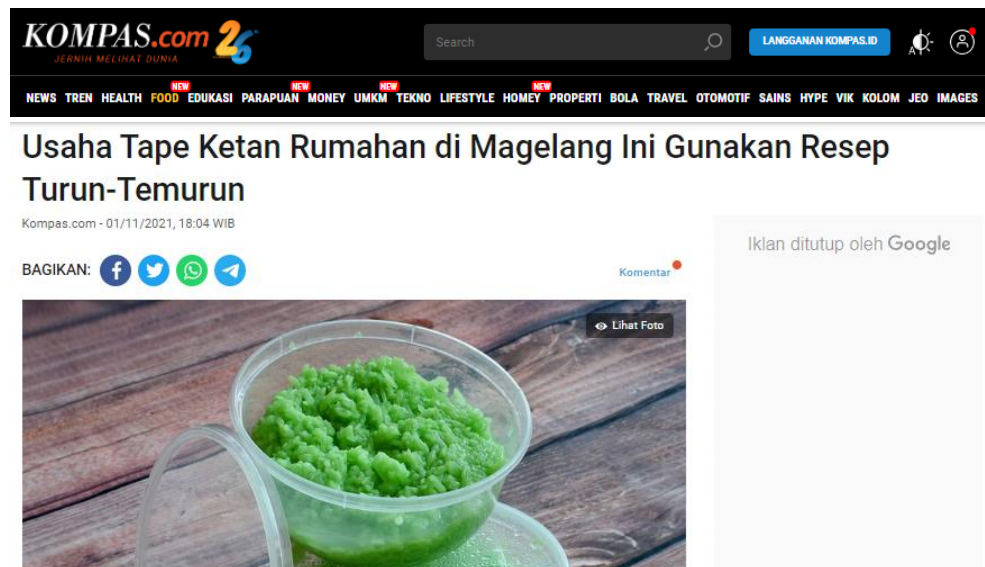 KOMPAS.com 26
JERNIH MELIHAT DUNIA
Search
LANGGANAN KOMPAS.ID
A
NEW NEW NEW NEW
NEWS TREN HEALTH FOOD EDUKASI PARAPUAN MONEY UMKM TEKNO LIFESTYLE HOMEY PROPERTI BOLA TRAVEL OTOMOTIF SAINS HYPE VIK KOLOM JEO IMAGES
Usaha Tape Ketan Rumahan di Magelang Ini Gunakan Resep
Turun-Temurun
Kompas.com - 01/11/2021, 18:04 WIB
Iklan ditutup oleh Google
BAGIKAN:
Komentar
Lihat Foto